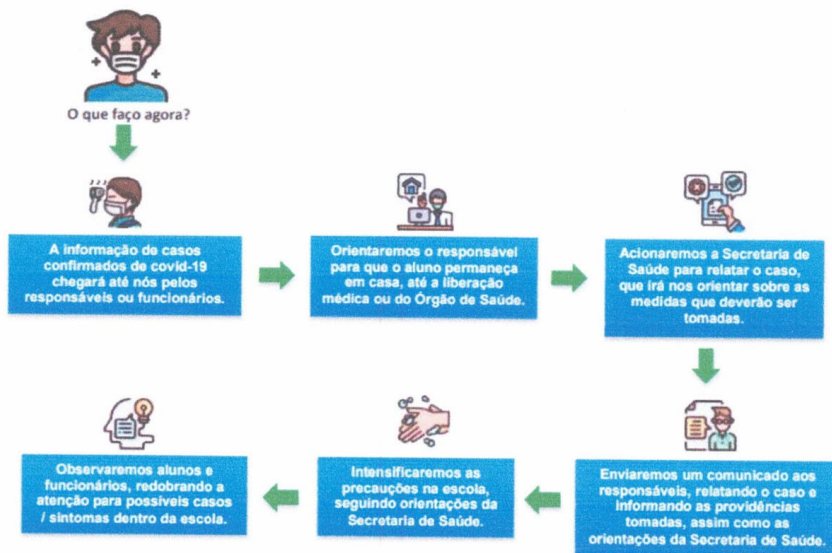 O que faço agora?
A informação de casos
confirmados de covid-19
chegará até nós pelos
responsáveis ou funcionários.
Orientaremos o responsável
para que o aluno permaneça
em casa, até a liberação
médica ou do Órgão de Saúde.
Acionaremos a Secretaria de
Saúde para relatar o caso,
que irá nos orientar sobre as
medidas que deverão ser
tomadas.
Enviaremos um comunicado aos
responsáveis, relatando o caso e
informando as providências
tomadas, assim como as
orientações da Secretaria de Saúde.
Intensificaremos as
precauções na escola,
seguindo orientações da
Secretaria de Saúde.
Observaremos alunos e
funcionários, redobrando a
atenção para possíveis casos
/ sintomas dentro da escola.